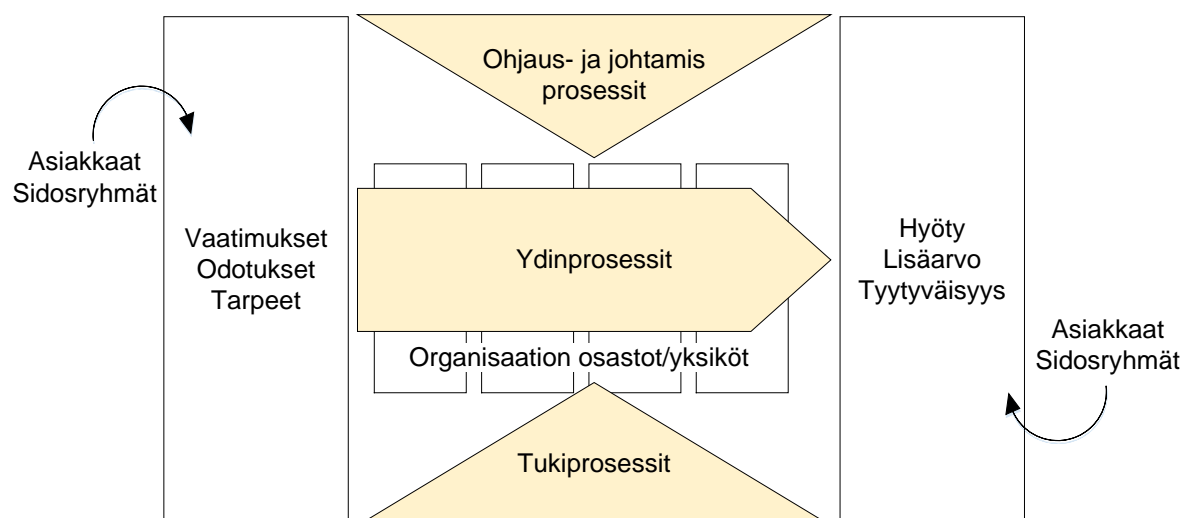 Ohjaus- ja johtamis
prosessit
Asiakkaat
Sidosryhmät
Vaatimukset
Odotukset
Tarpeet
Ydinprosessit
Hyöty
Lisäarvo
Tyytyväisyys
Organisaation osastot/yksiköt
Asiakkaat
Sidosryhmät
Tukiprosessit